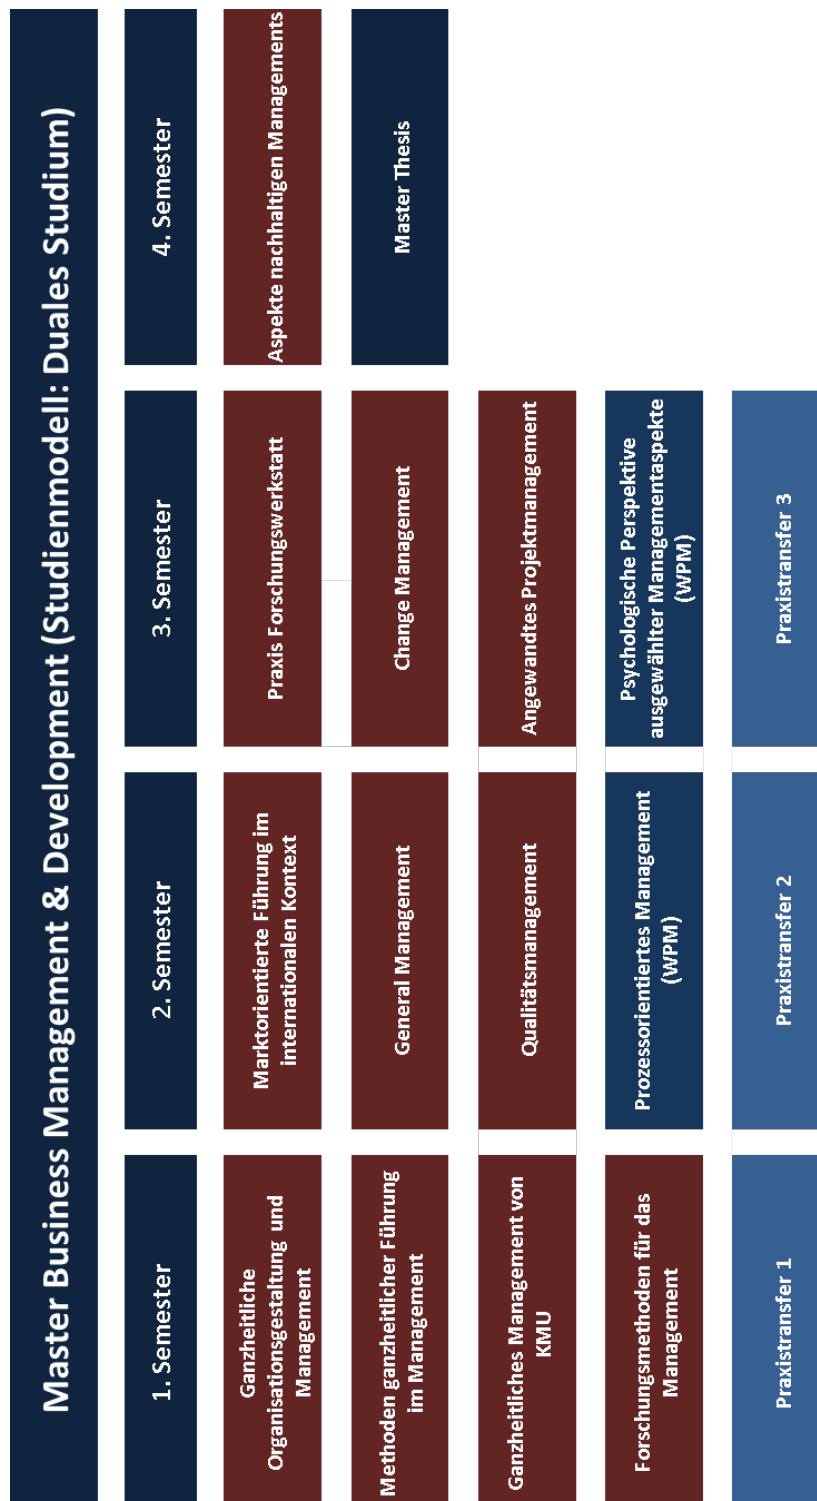 Master Business Management & Development (Studienmodell: Duales Studium)
1. Semester
2. Semester
3. Semester
4. Semester
Ganzheitliche
Organisationsgestaltung und
Management
Marktorientierte Führung im
internationalen Kontext
Praxis Forschungswerkstatt
Aspekte nachhaltigen Managements
Methoden ganzheitlicher Führung
im Management
General Management
Change Management
Master Thesis
Ganzheitliches Management von
KMU
Qualitätsmanagement
Angewandtes Projektmanagement
Forschungsmethoden für das
Management
Prozessorientiertes Management
(WPM)
Psychologische Perspektive
ausgewählter Managementaspekte
(WPM)
Praxistransfer 1
Praxistransfer 2
Praxistransfer 3